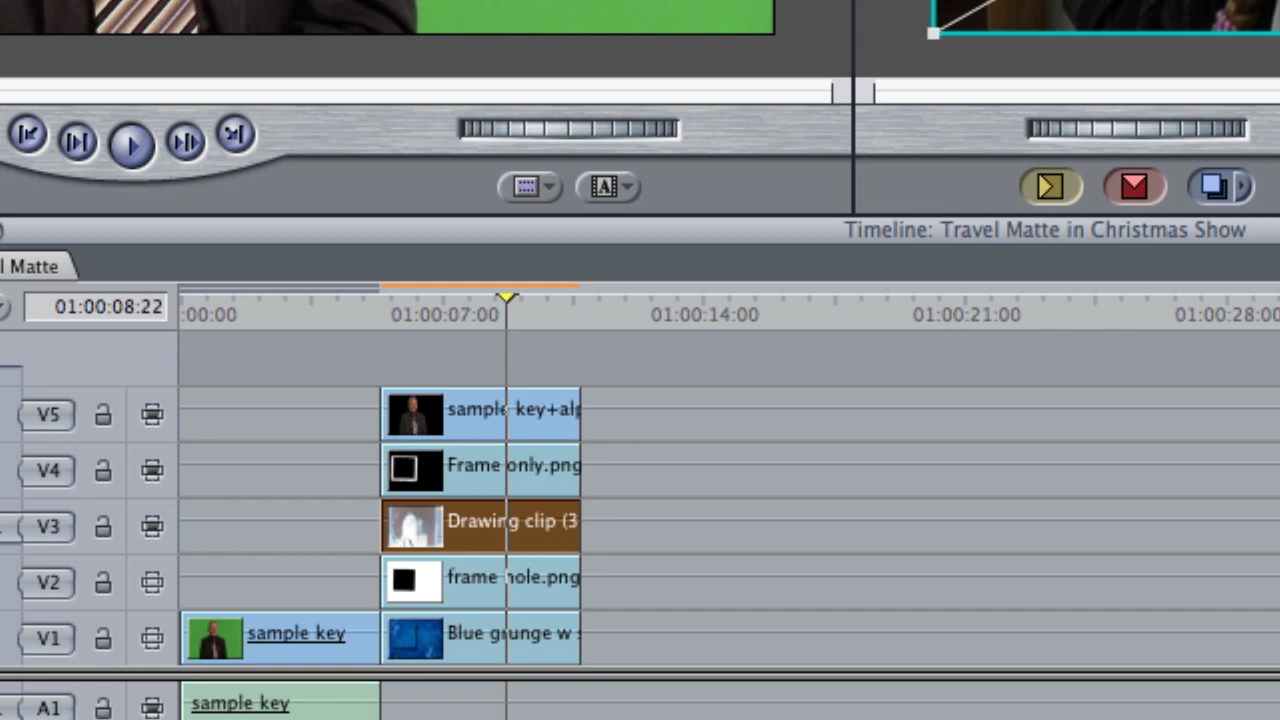 A
Timeline: Travel Matte in Christmas Show
l Matte
01:00:08:22
:00:00 01:00:07:00 01:00:14:00 01:00:21:00 01:00:28:00
V5 sample key+alp
V4 Frame only.png
V3 Drawing clip (3
V2 frame hole.png
V1 sample key Blue grunge w s
A1 sample key